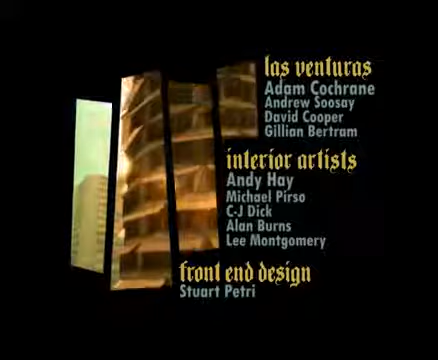 las venturas
Adam Cochrane
Andrew Soosay
David Cooper
Gillian Bertram
interior artists
Andy Hay
Michael Pirso
C-J Dick
Alan Burns
Lee Montgomery
front end design
Stuart Petri